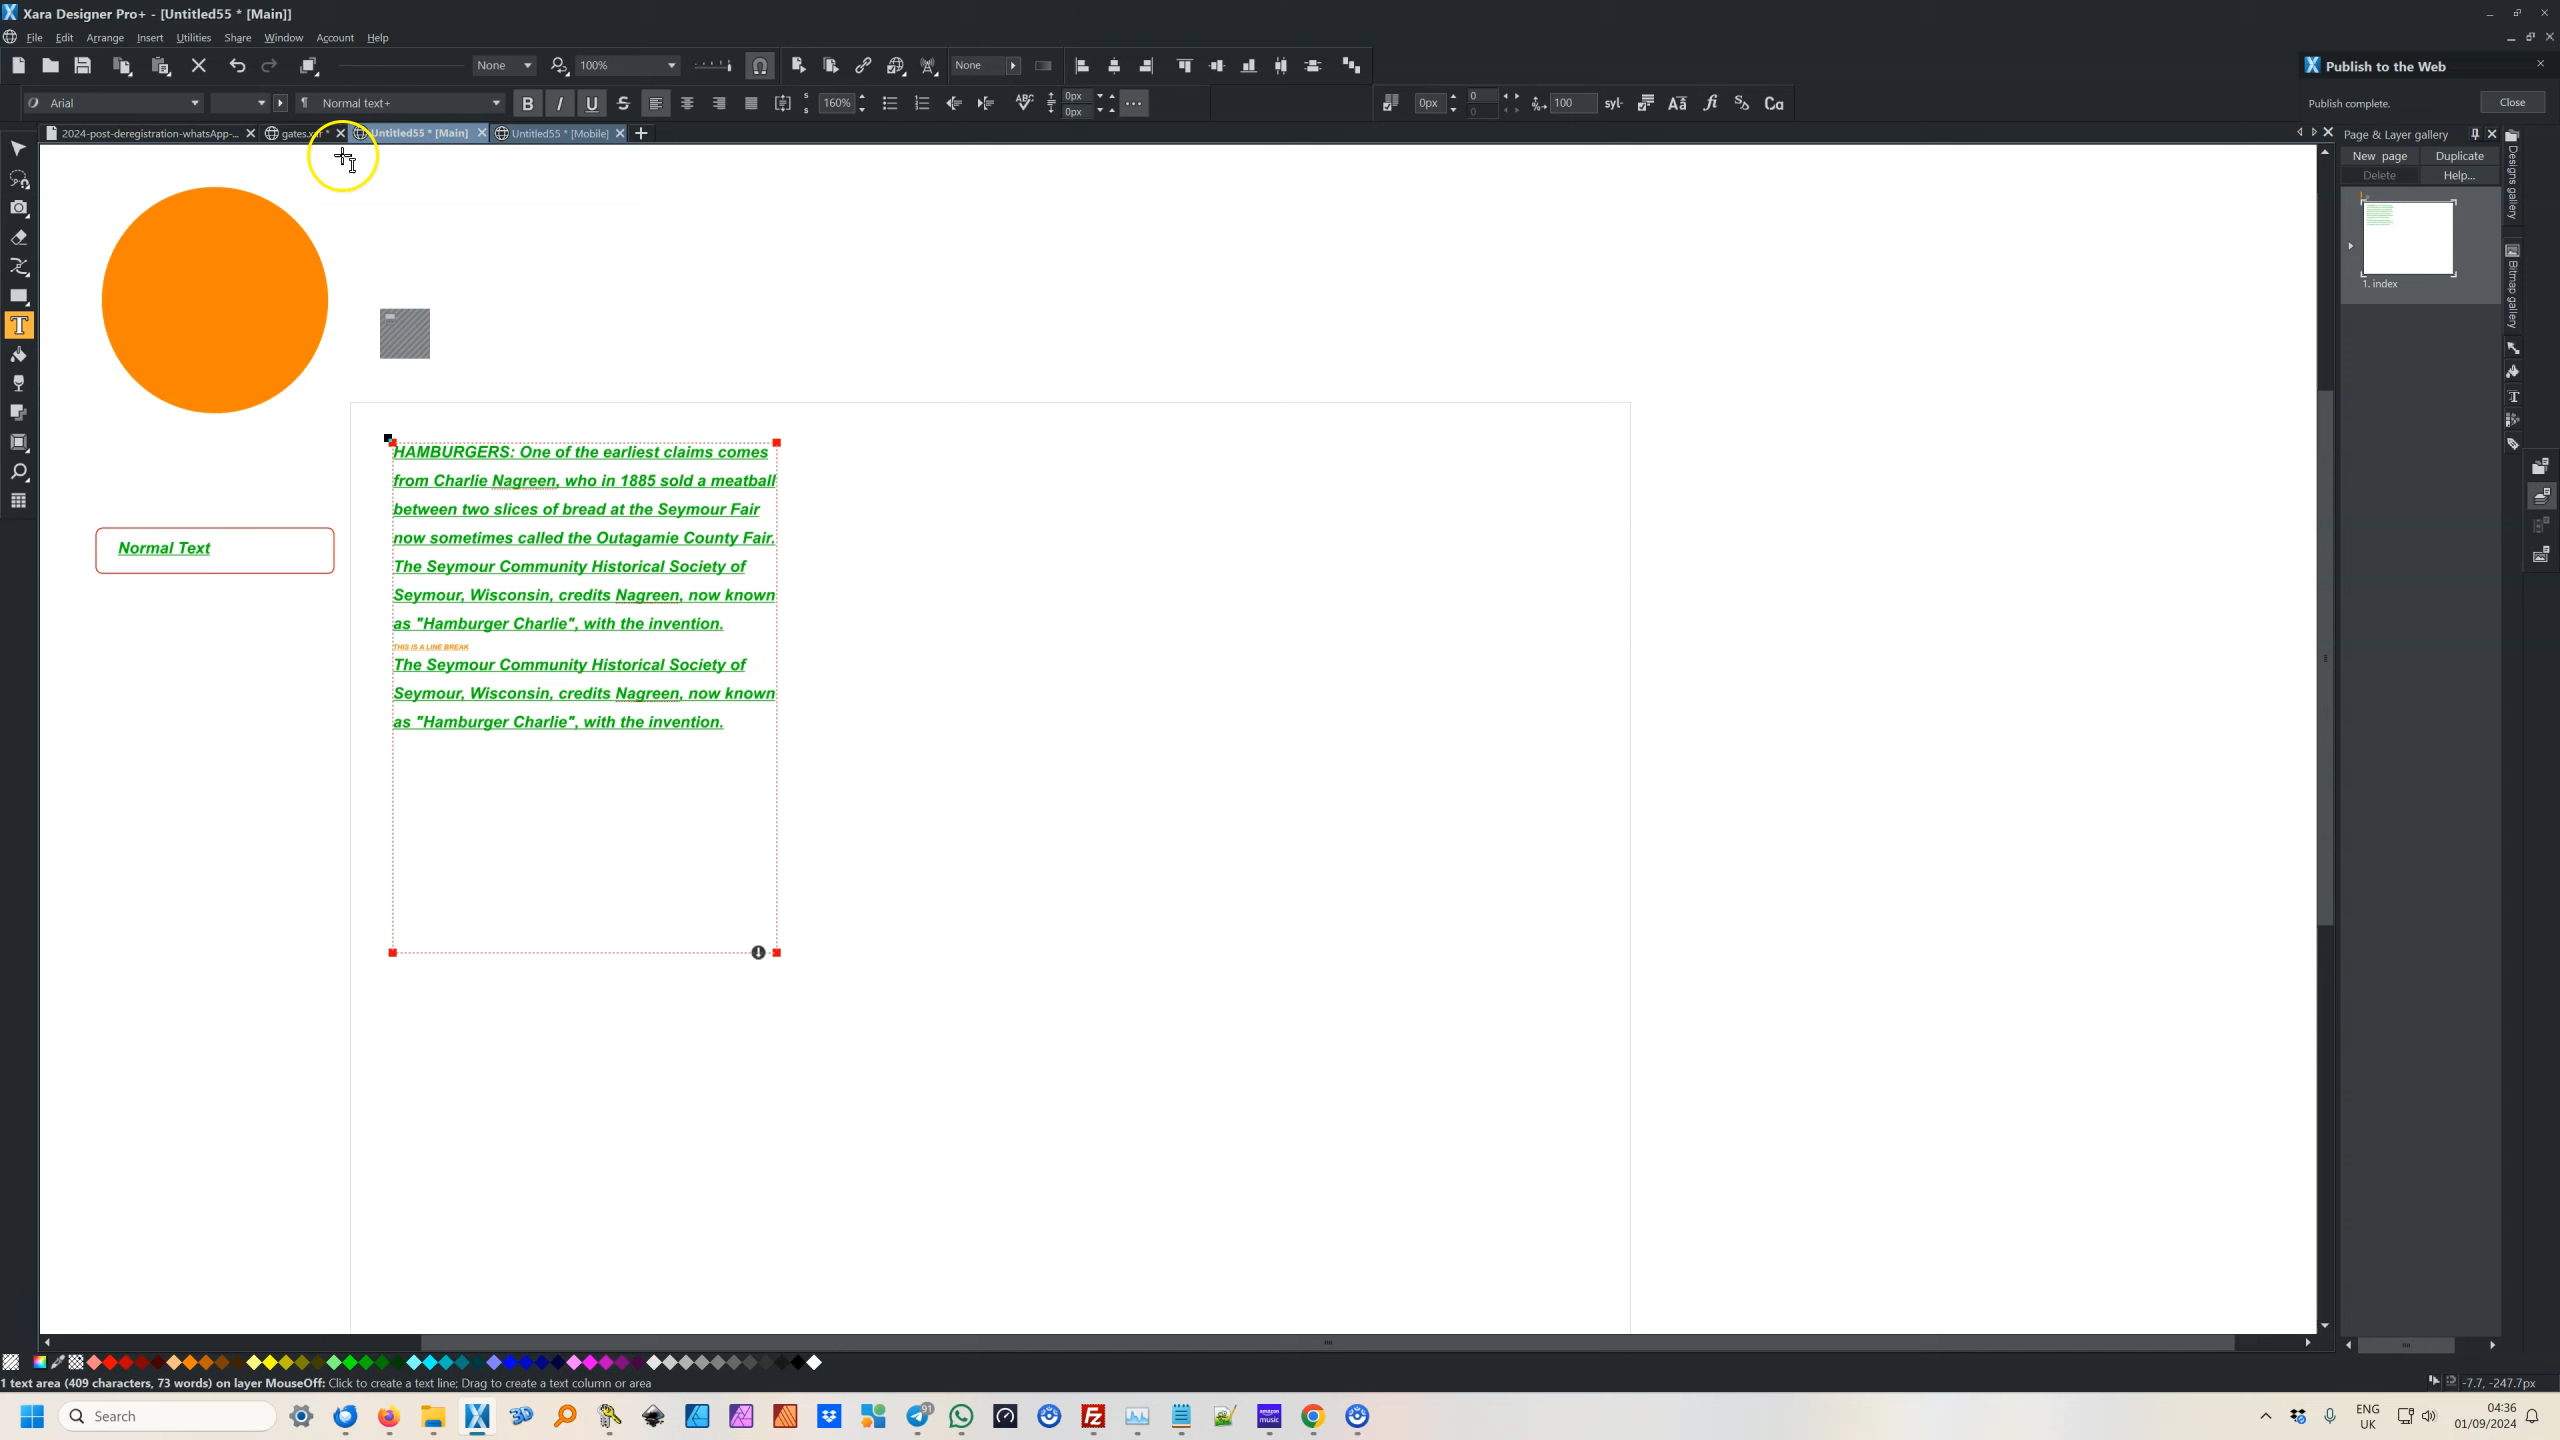 Xara Designer Pro+ - [Untitled55 * [Main]]
File Edit Arrange Insert Utilities Share Window Account Help
None 100% None
Publish to the Web
Arial Normal text+ 160% 0px 0px 0px 0 0 100 syl-
Publish complete. Close
2024-post-deregistration-whatsApp-... Untitled55 * [Main] Untitled55 * [Mobile]
Page & Layer gallery
New page Duplicate
Delete Help...
1. index
Designs gallery
Bitmap gallery
HAMBURGERS: One of the earliest claims comes
from Charlie Nagreen, who in 1885 sold a meatball
between two slices of bread at the Seymour Fair
now sometimes called the Outagamie County Fair.
The Seymour Community Historical Society of
Seymour, Wisconsin, credits Nagreen, now known
as "Hamburger Charlie", with the invention.
THIS IS A LINE BREAK
The Seymour Community Historical Society of
Seymour, Wisconsin, credits Nagreen, now known
as "Hamburger Charlie", with the invention.
Normal Text
1 text area (409 characters, 73 words) on layer MouseOff: Click to create a text line; Drag to create a text column or area
-7.7, -247.7px
Search
91
ENG
UK
04:36
01/09/2024